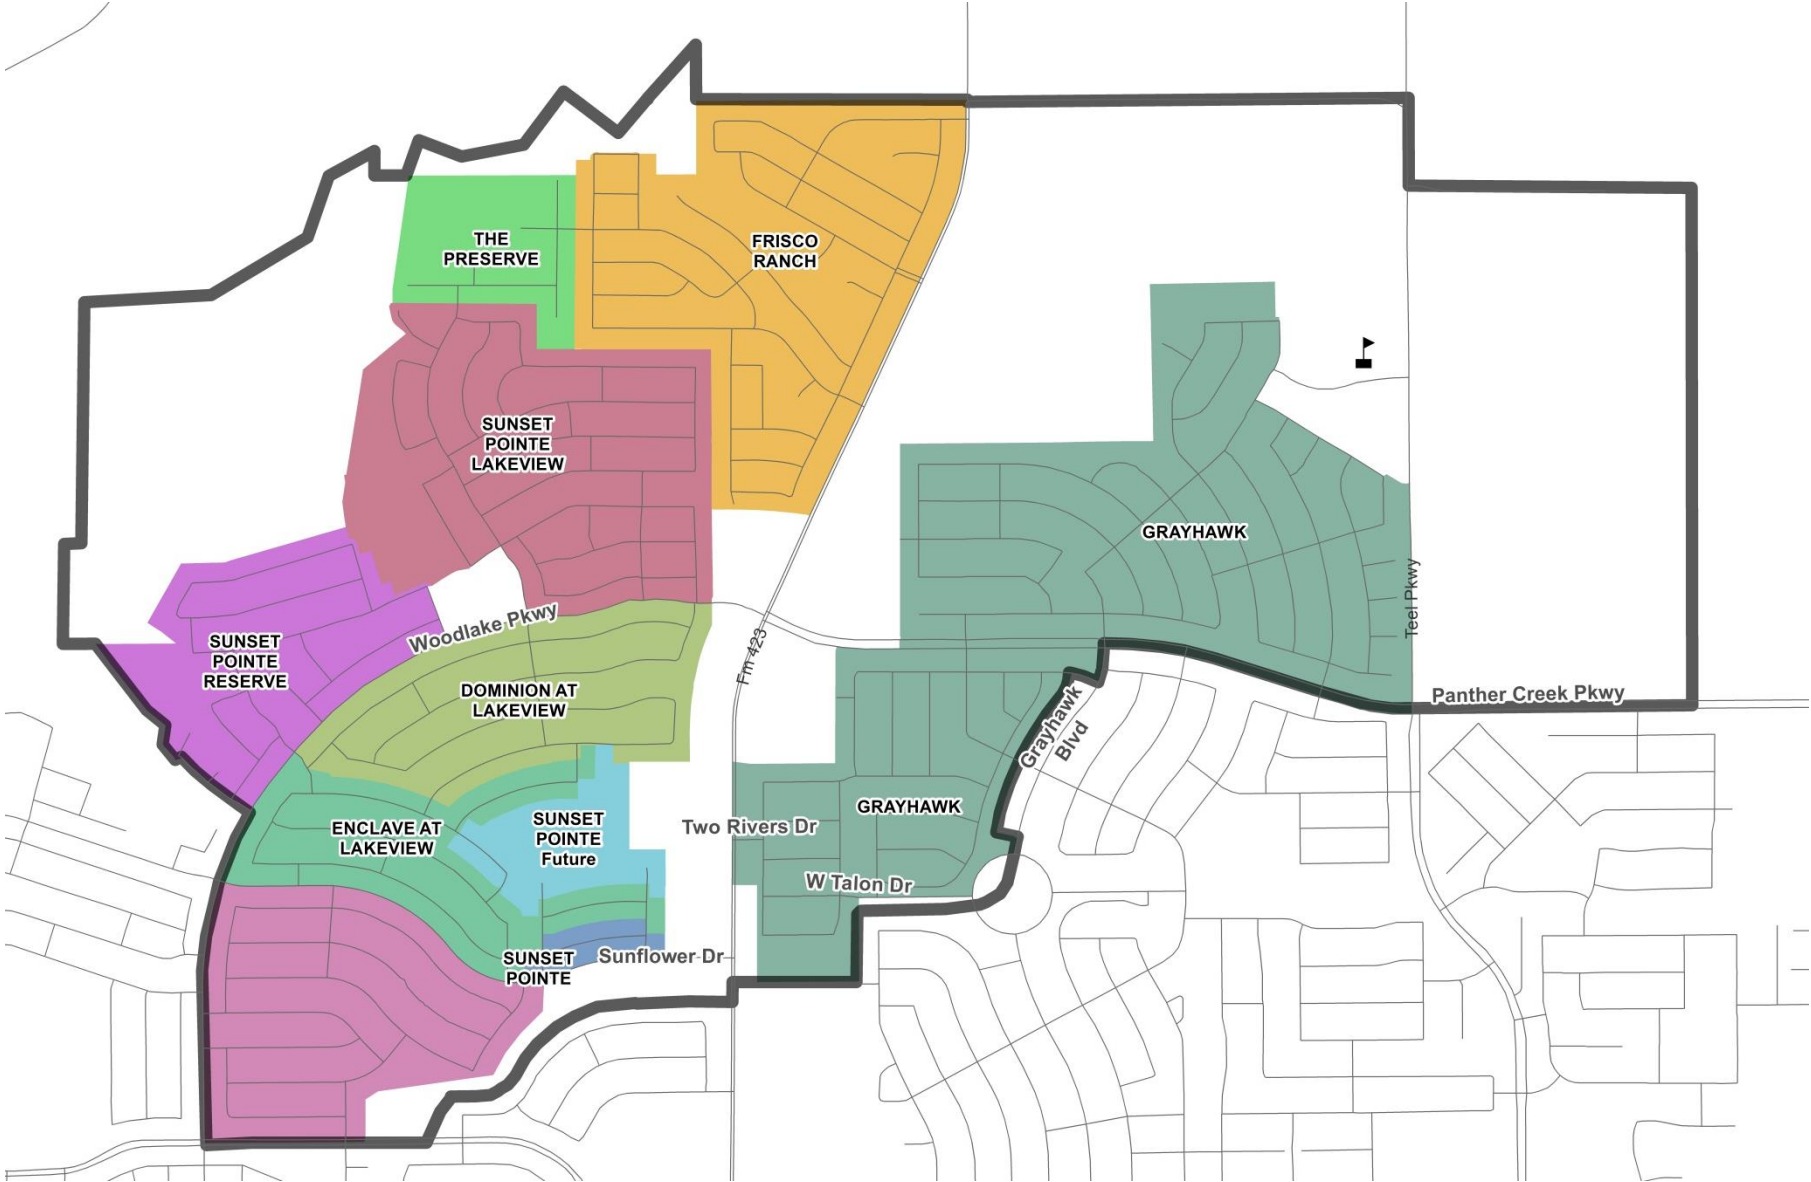 THE
PRESERVE
FRISCO
RANCH
SUNSET
POINTE
LAKEVIEW
GRAYHAWK
Teel Pkwy
Woodlake Pkwy
SUNSET
POINTE
RESERVE
Fm 423
DOMINION AT
LAKEVIEW
Panther Creek Pkwy
Grayhawk
Blvd
GRAYHAWK
ENCLAVE AT
LAKEVIEW
SUNSET
POINTE
Future
Two Rivers Dr
W Talon Dr
SUNSET
POINTE
Sunflower Dr